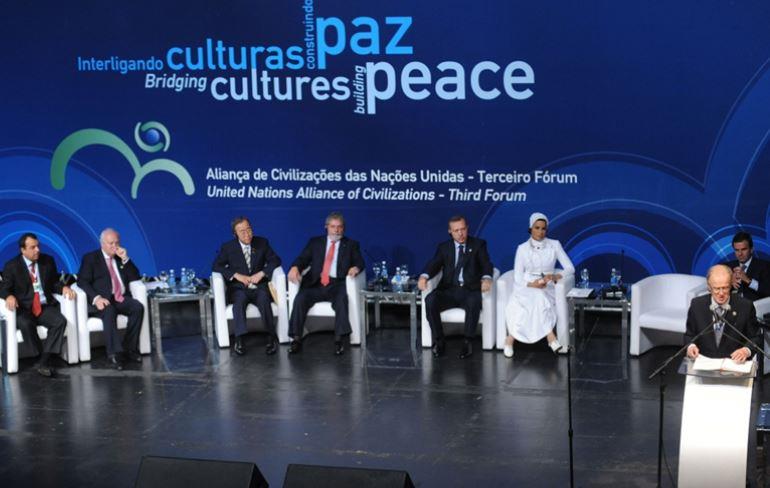 Interligando culturas construindo paz
Bridging cultures building peace
Aliança de Civilizações das Nações Unidas - Terceiro Fórum
United Nations Alliance of Civilizations - Third Forum